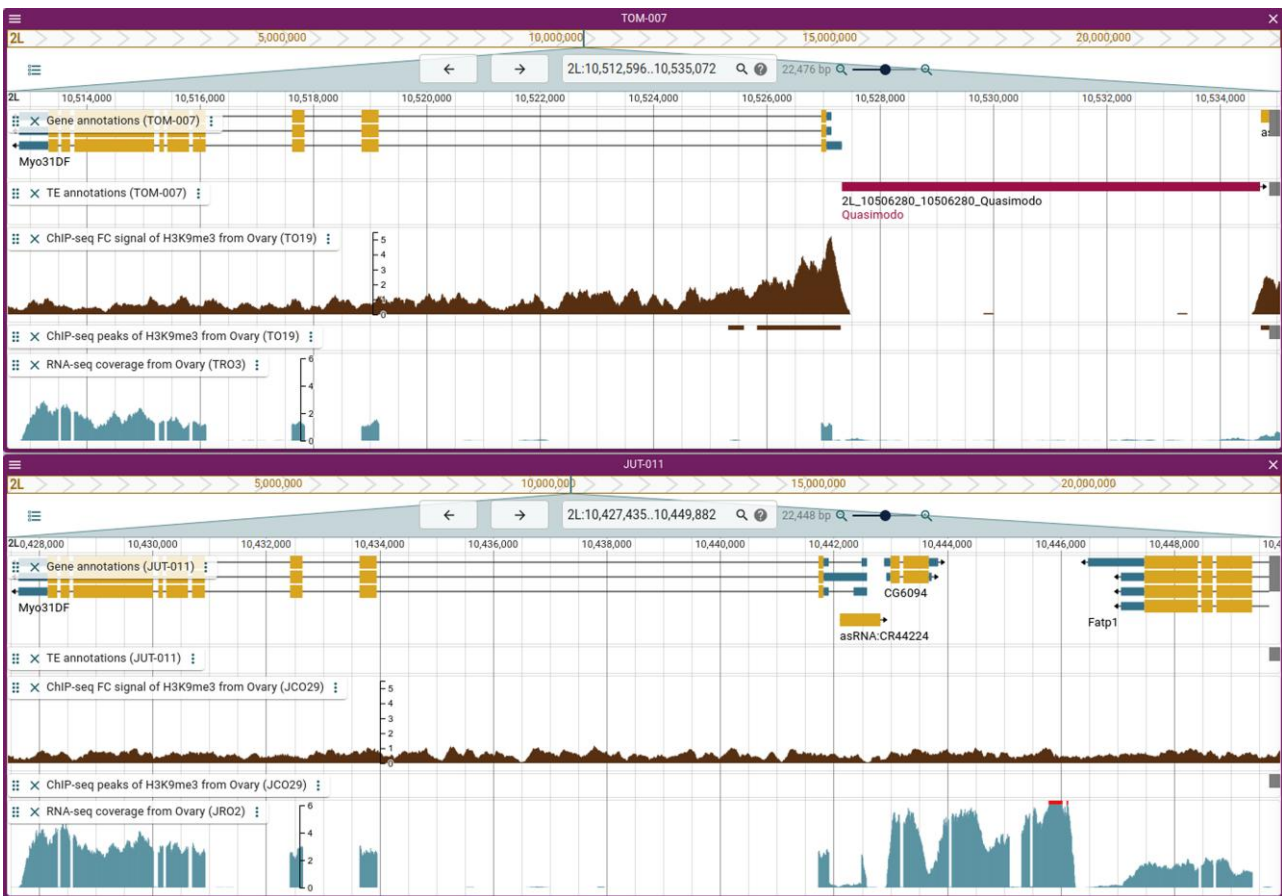 TOM-007
2L 5,000,000 10,000,000 15,000,000 20,000,000
2L:10,512,596..10,535,072 22,476 bp
2L 10,514,000 10,516,000 10,518,000 10,520,000 10,522,000 10,524,000 10,526,000 10,528,000 10,530,000 10,532,000 10,534,000
Gene annotations (TOM-007)
Myo31DF
TE annotations (TOM-007)
2L_10506280_10506280_Quasimodo
Quasimodo
ChIP-seq FC signal of H3K9me3 from Ovary (TO19)
5
4
3
2
1
0
ChIP-seq peaks of H3K9me3 from Ovary (TO19)
RNA-seq coverage from Ovary (TRO3)
6
4
2
0
JUT-011
2L 5,000,000 10,000,000 15,000,000 20,000,000
2L:10,427,435..10,449,882 22,448 bp
2L 10,428,000 10,430,000 10,432,000 10,434,000 10,436,000 10,438,000 10,440,000 10,442,000 10,444,000 10,446,000 10,448,000
Gene annotations (JUT-011)
Myo31DF
CG6094
Fatp1
asRNA:CR44224
TE annotations (JUT-011)
ChIP-seq FC signal of H3K9me3 from Ovary (JCO29)
5
4
3
2
1
0
ChIP-seq peaks of H3K9me3 from Ovary (JCO29)
RNA-seq coverage from Ovary (JRO2)
6
4
2
0